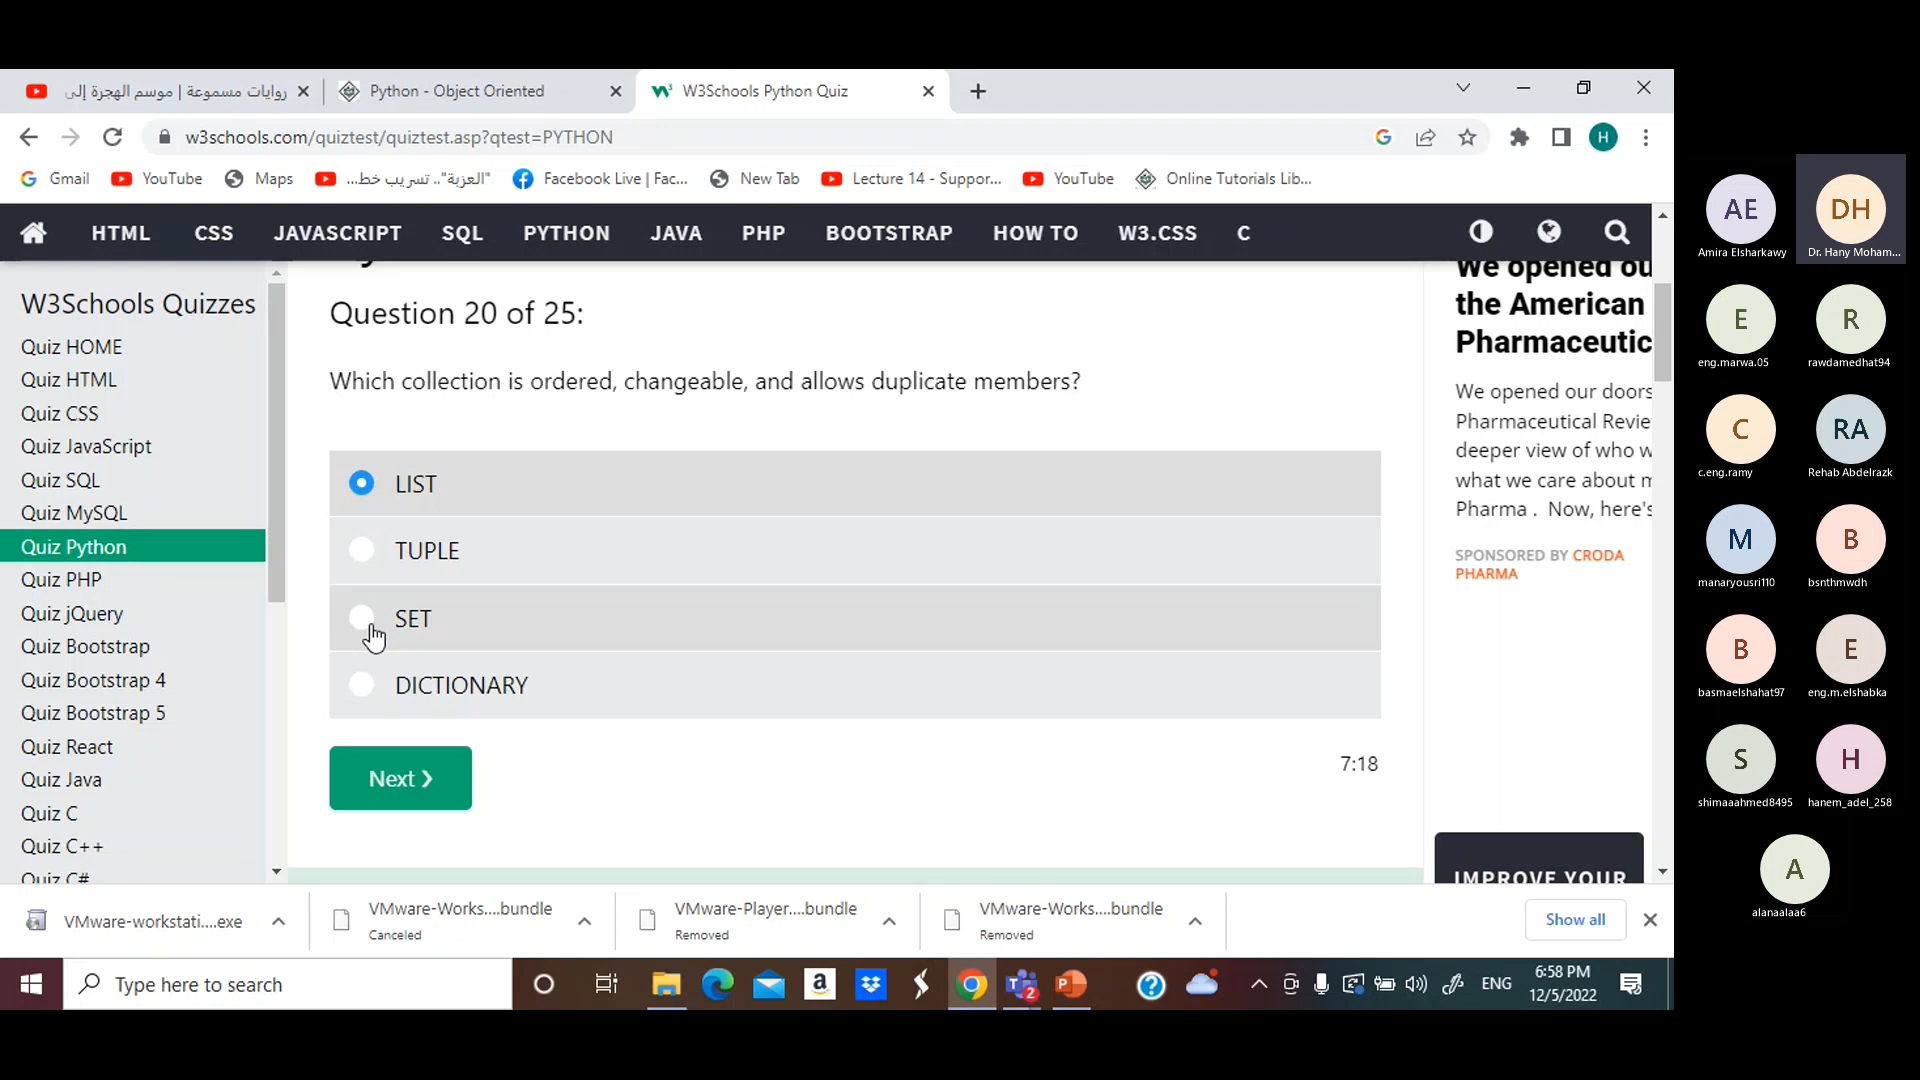 روايات مسموعة | موسم الهجرة إلى
Python - Object Oriented
W3Schools Python Quiz
w3schools.com/quiztest/quiztest.asp?qtest=PYTHON
H
Gmail
YouTube
Maps
"العزبة".. تسريب خط...
Facebook Live | Fac...
New Tab
Lecture 14 - Suppor...
YouTube
Online Tutorials Lib...
HTML CSS JAVASCRIPT SQL PYTHON JAVA PHP BOOTSTRAP HOW TO W3.CSS C
W3Schools Quizzes
Quiz HOME
Quiz HTML
Quiz CSS
Quiz JavaScript
Quiz SQL
Quiz MySQL
Quiz Python
Quiz PHP
Quiz jQuery
Quiz Bootstrap
Quiz Bootstrap 4
Quiz Bootstrap 5
Quiz React
Quiz Java
Quiz C
Quiz C++
Quiz C#
Question 20 of 25:
Which collection is ordered, changeable, and allows duplicate members?
LIST
TUPLE
SET
DICTIONARY
Next ❯
7:18
We opened ou
the American
Pharmaceutic
We opened our doors
Pharmaceutical Revie
deeper view of who w
what we care about m
Pharma . Now, here's
SPONSORED BY CRODA
PHARMA
IMPROVE YOUR
VMware-workstati....exe
VMware-Works....bundle
Canceled
VMware-Player....bundle
Removed
VMware-Works....bundle
Removed
Show all
Type here to search
2
ENG
6:58 PM
12/5/2022
AE
Amira Elsharkawy
DH
Dr. Hany Moham...
E
eng.marwa.05
R
rawdamedhat94
C
c.eng.ramy
RA
Rehab Abdelrazk
M
manaryousri110
B
bsnthmwdh
B
basmaelshahat97
E
eng.m.elshabka
S
shimaaahmed8495
H
hanem_adel_258
A
alanaalaa6